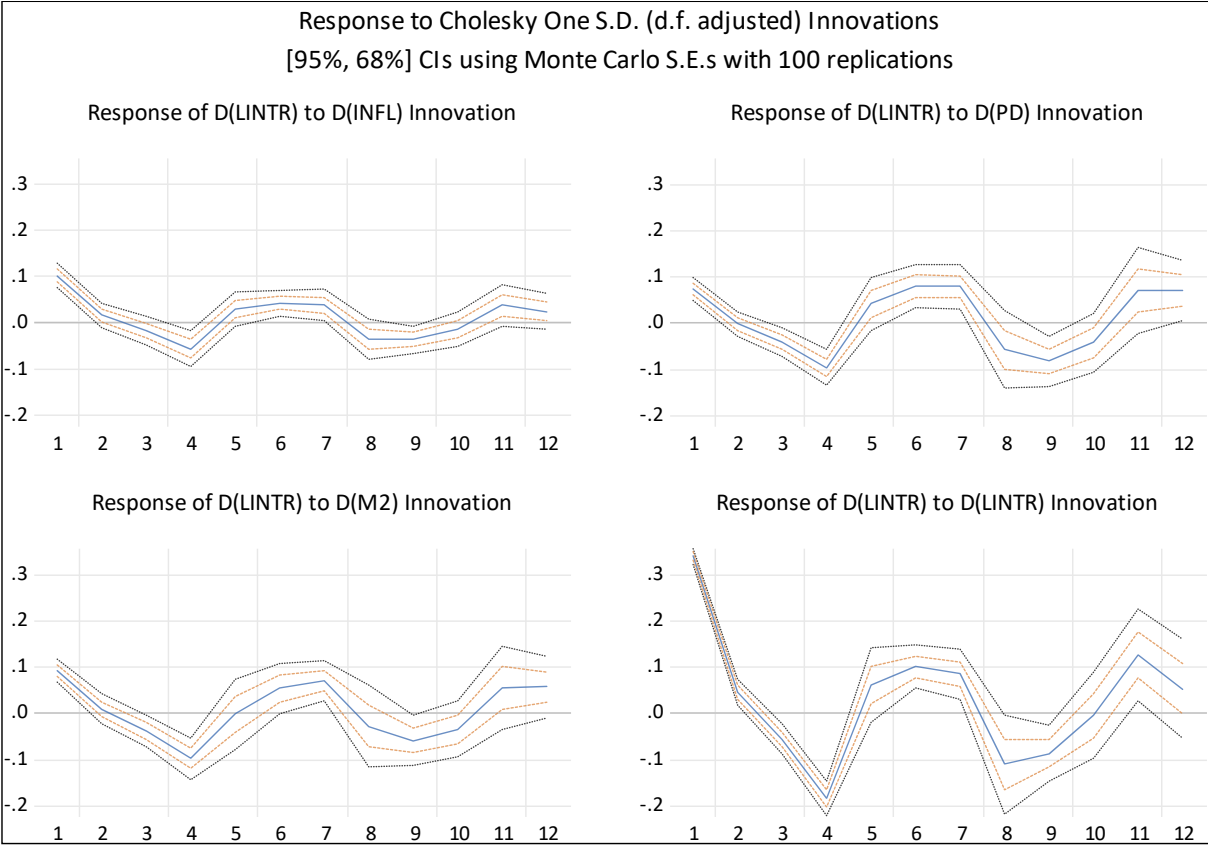 Response to Cholesky One S.D. (d.f. adjusted) Innovations
[95%, 68%] CIs using Monte Carlo S.E.s with 100 replications
Response of D(LINTR) to D(INFL) Innovation
.3
.2
.1
.0
-.1
-.2
1 2 3 4 5 6 7 8 9 10 11 12
Response of D(LINTR) to D(PD) Innovation
.3
.2
.1
.0
-.1
-.2
1 2 3 4 5 6 7 8 9 10 11 12
Response of D(LINTR) to D(M2) Innovation
.3
.2
.1
.0
-.1
-.2
1 2 3 4 5 6 7 8 9 10 11 12
Response of D(LINTR) to D(LINTR) Innovation
.3
.2
.1
.0
-.1
-.2
1 2 3 4 5 6 7 8 9 10 11 12